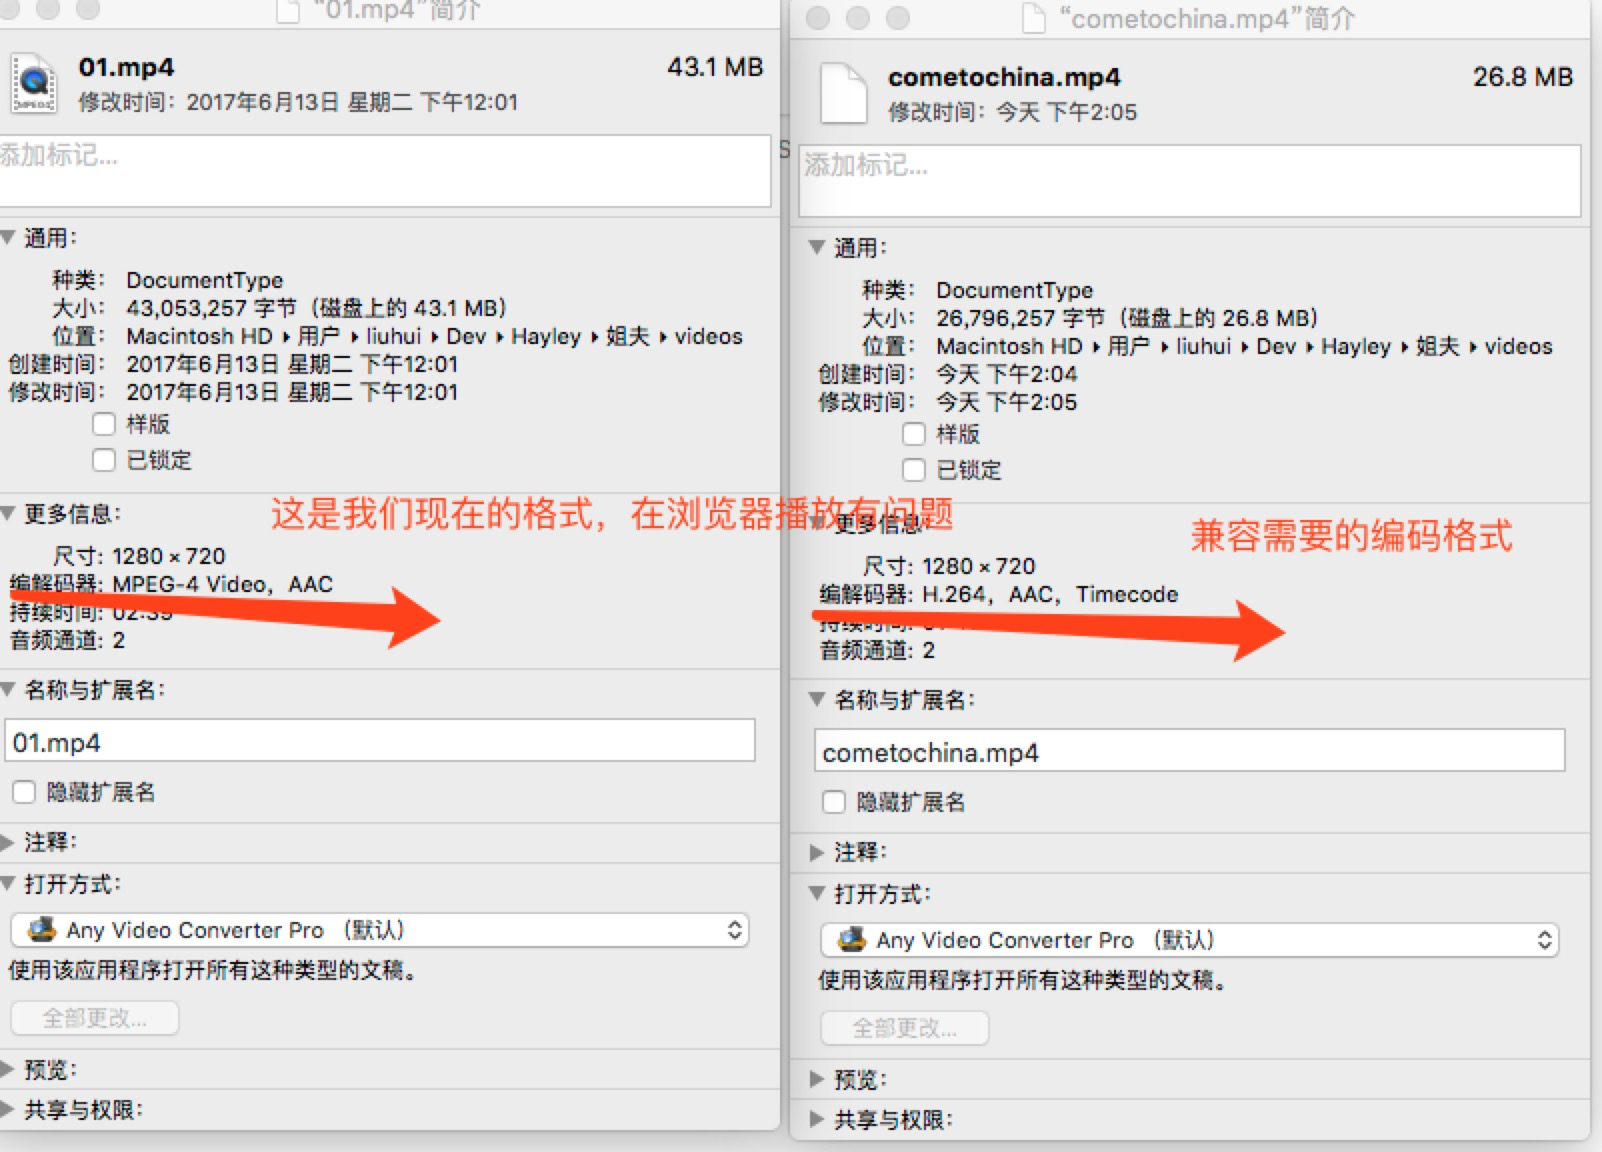 “01.mp4”简介
01.mp4
43.1 MB
修改时间：2017年6月13日 星期二 下午12:01
添加标记...
通用：
种类： DocumentType
大小： 43,053,257 字节（磁盘上的 43.1 MB）
位置： Macintosh HD ▸ 用户 ▸ liuhui ▸ Dev ▸ Hayley ▸ 姐夫 ▸ videos
创建时间： 2017年6月13日 星期二 下午12:01
修改时间： 2017年6月13日 星期二 下午12:01
样版
已锁定
更多信息：
这是我们现在的格式，在浏览器播放有问题
尺寸: 1280 × 720
编解码器: MPEG-4 Video，AAC
持续时间: 02:39
音频通道: 2
名称与扩展名：
01.mp4
隐藏扩展名
注释：
打开方式：
Any Video Converter Pro （默认）
使用该应用程序打开所有这种类型的文稿。
全部更改...
预览：
共享与权限：
“cometochina.mp4”简介
cometochina.mp4
26.8 MB
修改时间：今天 下午2:05
添加标记...
通用：
种类： DocumentType
大小： 26,796,257 字节（磁盘上的 26.8 MB）
位置： Macintosh HD ▸ 用户 ▸ liuhui ▸ Dev ▸ Hayley ▸ 姐夫 ▸ videos
创建时间： 今天 下午2:04
修改时间： 今天 下午2:05
样版
已锁定
更多信息：
兼容需要的编码格式
尺寸: 1280 × 720
编解码器: H.264，AAC，Timecode
持续时间:
音频通道: 2
名称与扩展名：
cometochina.mp4
隐藏扩展名
注释：
打开方式：
Any Video Converter Pro （默认）
使用该应用程序打开所有这种类型的文稿。
全部更改...
预览：
共享与权限：